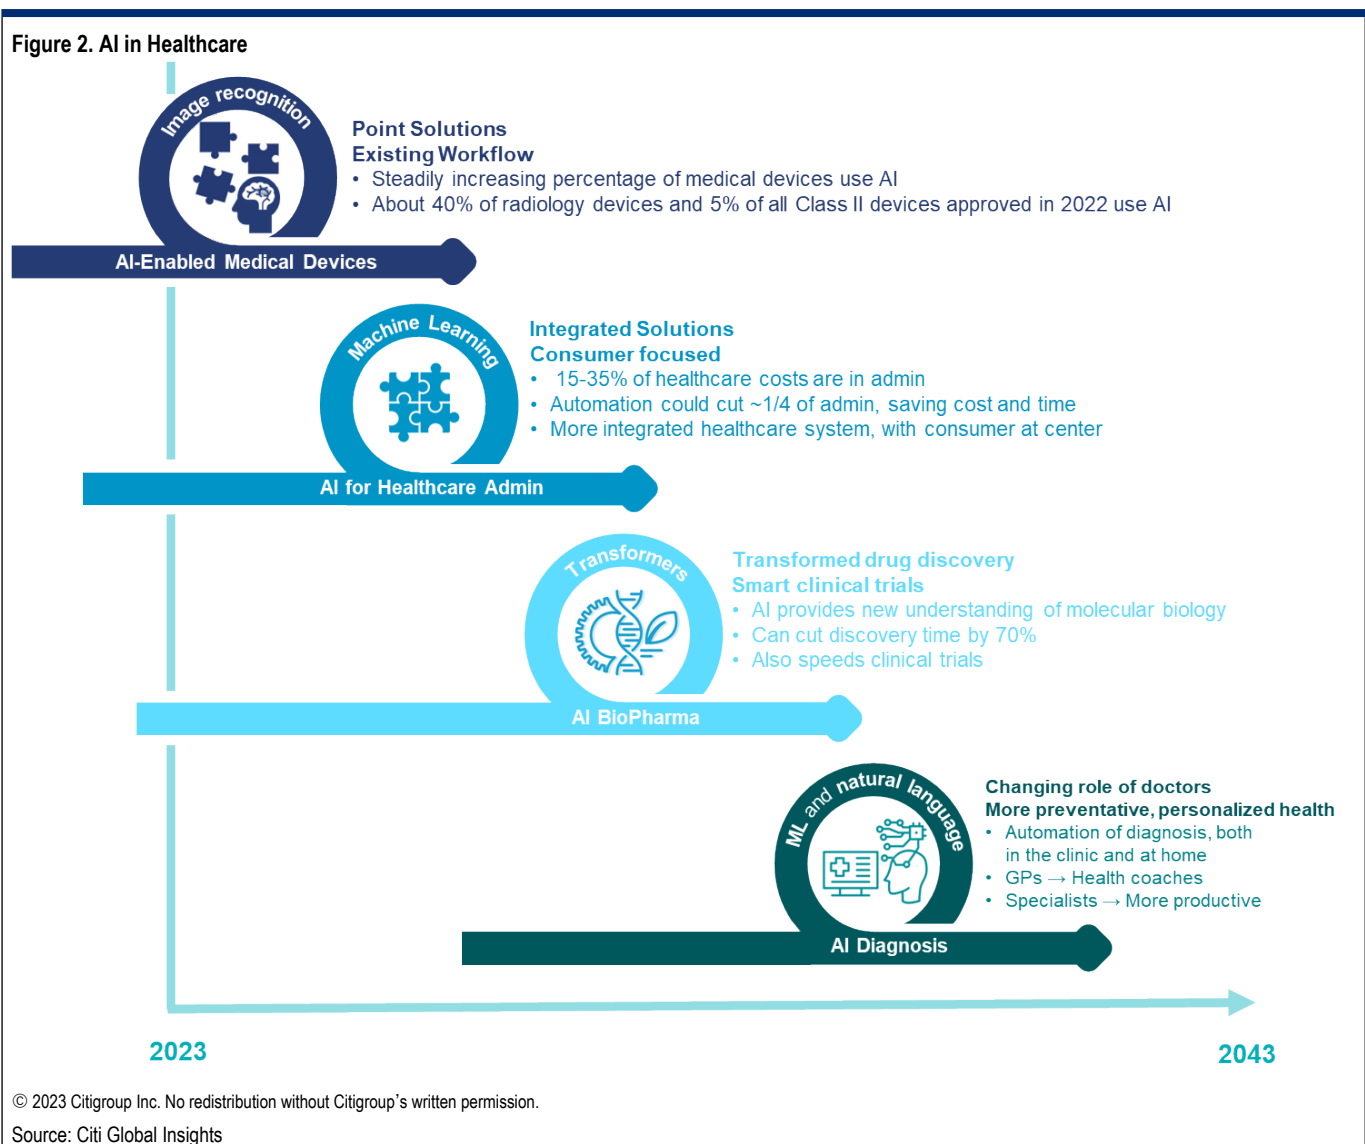 Figure 2. AI in Healthcare
Image recognition
Point Solutions
Existing Workflow
• Steadily increasing percentage of medical devices use AI
• About 40% of radiology devices and 5% of all Class II devices approved in 2022 use AI
AI-Enabled Medical Devices
Machine Learning
Integrated Solutions
Consumer focused
• 15-35% of healthcare costs are in admin
• Automation could cut ~1/4 of admin, saving cost and time
• More integrated healthcare system, with consumer at center
AI for Healthcare Admin
Transformers
Transformed drug discovery
Smart clinical trials
• AI provides new understanding of molecular biology
• Can cut discovery time by 70%
• Also speeds clinical trials
AI BioPharma
ML and natural language
Changing role of doctors
More preventative, personalized health
• Automation of diagnosis, both
in the clinic and at home
• GPs → Health coaches
• Specialists → More productive
AI Diagnosis
2023
2043
© 2023 Citigroup Inc. No redistribution without Citigroup’s written permission.
Source: Citi Global Insights